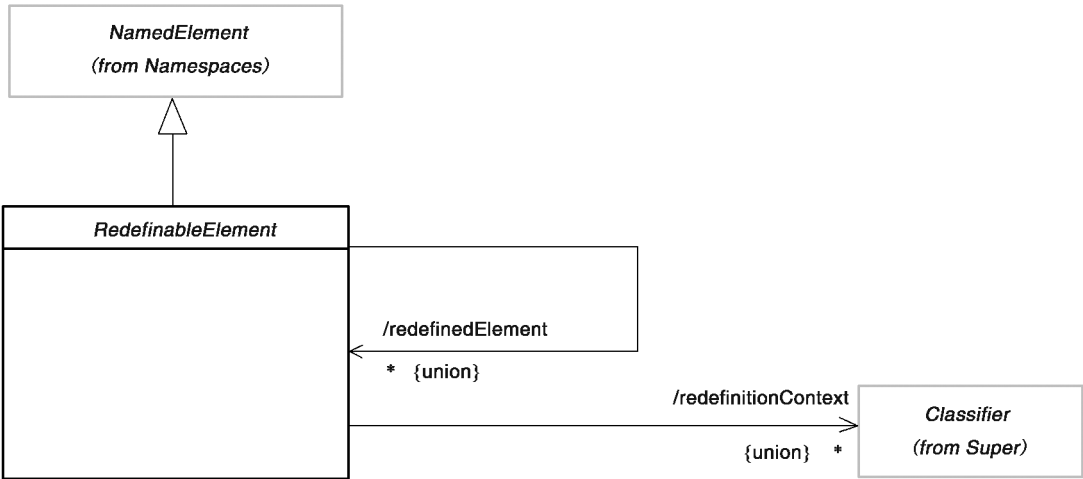 NamedElement
(from Namespaces)
RedefinableElement
/redefinedElement
* {union}
/redefinitionContext
{union} *
Classifier
(from Super)